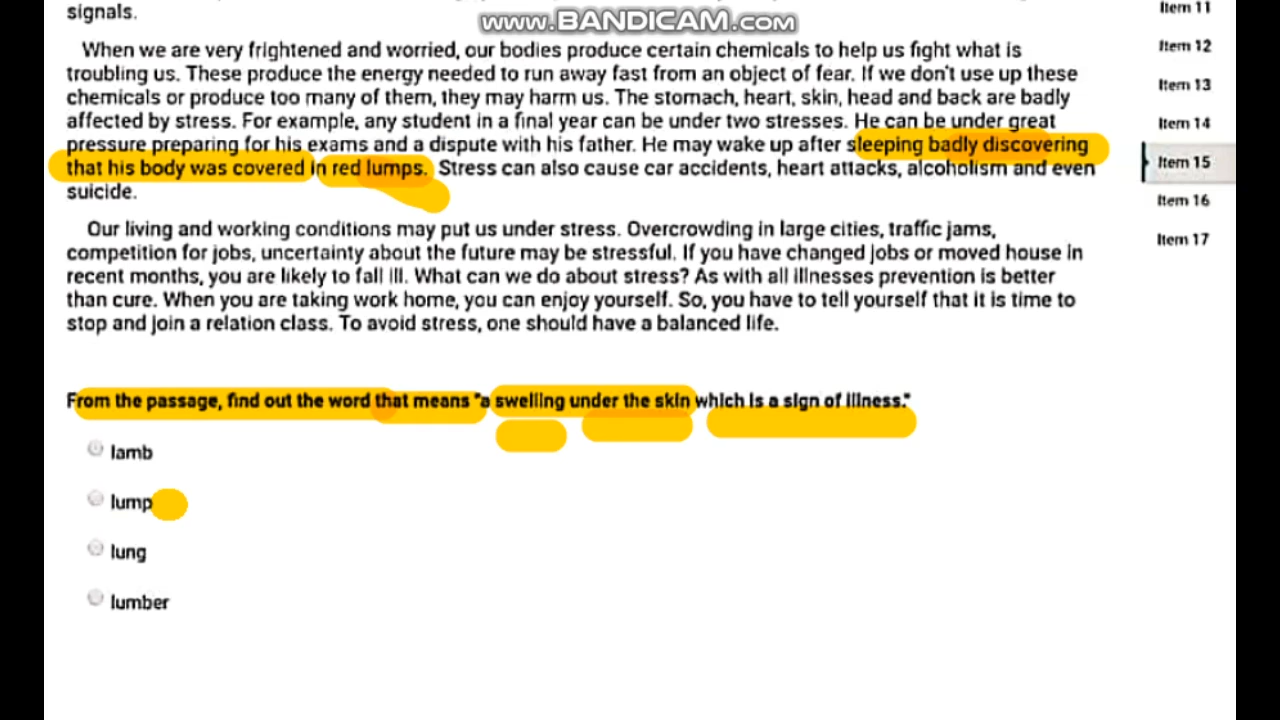 signals.
www.BANDICAM.com
Item 11
When we are very frightened and worried, our bodies produce certain chemicals to help us fight what is
Item 12
troubling us. These produce the energy needed to run away fast from an object of fear. If we don't use up these
Item 13
chemicals or produce too many of them, they may harm us. The stomach, heart, skin, head and back are badly
affected by stress. For example, any student in a final year can be under two stresses. He can be under great
Item 14
pressure preparing for his exams and a dispute with his father. He may wake up after sleeping badly discovering
that his body was covered in red lumps. Stress can also cause car accidents, heart attacks, alcoholism and even
Item 15
suicide.
Item 16
Our living and working conditions may put us under stress. Overcrowding in large cities, traffic jams,
Item 17
competition for jobs, uncertainty about the future may be stressful. If you have changed jobs or moved house in
recent months, you are likely to fall ill. What can we do about stress? As with all illnesses prevention is better
than cure. When you are taking work home, you can enjoy yourself. So, you have to tell yourself that it is time to
stop and join a relation class. To avoid stress, one should have a balanced life.
From the passage, find out the word that means "a swelling under the skin which is a sign of illness."
lamb
lump
lung
lumber